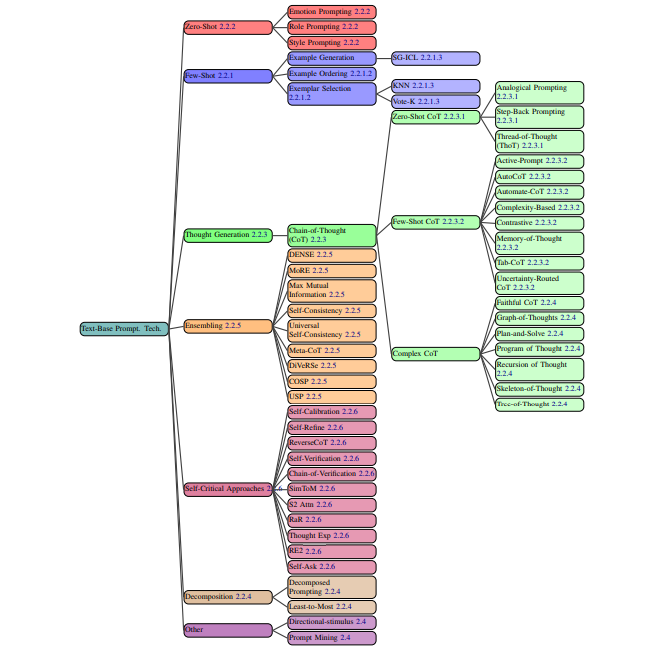 Text-Base Prompt. Tech.
Zero-Shot 2.2.2
Emotion Prompting 2.2.2
Role Prompting 2.2.2
Style Prompting 2.2.2
Few-Shot 2.2.1
Example Generation
SG-ICL 2.2.1.3
Example Ordering 2.2.1.2
Exemplar Selection
2.2.1.2
KNN 2.2.1.3
Vote-K 2.2.1.3
Thought Generation 2.2.3
Chain-of-Thought
(CoT) 2.2.3
Zero-Shot CoT 2.2.3.1
Analogical Prompting
2.2.3.1
Step-Back Prompting
2.2.3.1
Thread-of-Thought
(ThoT) 2.2.3.1
Few-Shot CoT 2.2.3.2
Active-Prompt 2.2.3.2
AutoCoT 2.2.3.2
Automate-CoT 2.2.3.2
Complexity-Based 2.2.3.2
Contrastive 2.2.3.2
Memory-of-Thought
2.2.3.2
Tab-CoT 2.2.3.2
Uncertainty-Routed
CoT 2.2.3.2
Complex CoT
Faithful CoT 2.2.4
Graph-of-Thoughts 2.2.4
Plan-and-Solve 2.2.4
Program of Thought 2.2.4
Recursion of Thought
2.2.4
Skeleton-of-Thought 2.2.4
Tree-of-Thought 2.2.4
Ensembling 2.2.5
DENSE 2.2.5
MoRE 2.2.5
Max Mutual
Information 2.2.5
Self-Consistency 2.2.5
Universal
Self-Consistency 2.2.5
Meta-CoT 2.2.5
DiVeRSe 2.2.5
COSP 2.2.5
USP 2.2.5
Self-Critical Approaches 2.2.6
Self-Calibration 2.2.6
Self-Refine 2.2.6
ReverseCoT 2.2.6
Self-Verification 2.2.6
Chain-of-Verification 2.2.6
SimToM 2.2.6
S2 Attn 2.2.6
RaR 2.2.6
Thought Exp 2.2.6
RE2 2.2.6
Self-Ask 2.2.6
Decomposition 2.2.4
Decomposed
Prompting 2.2.4
Least-to-Most 2.2.4
Other
Directional-stimulus 2.4
Prompt Mining 2.4